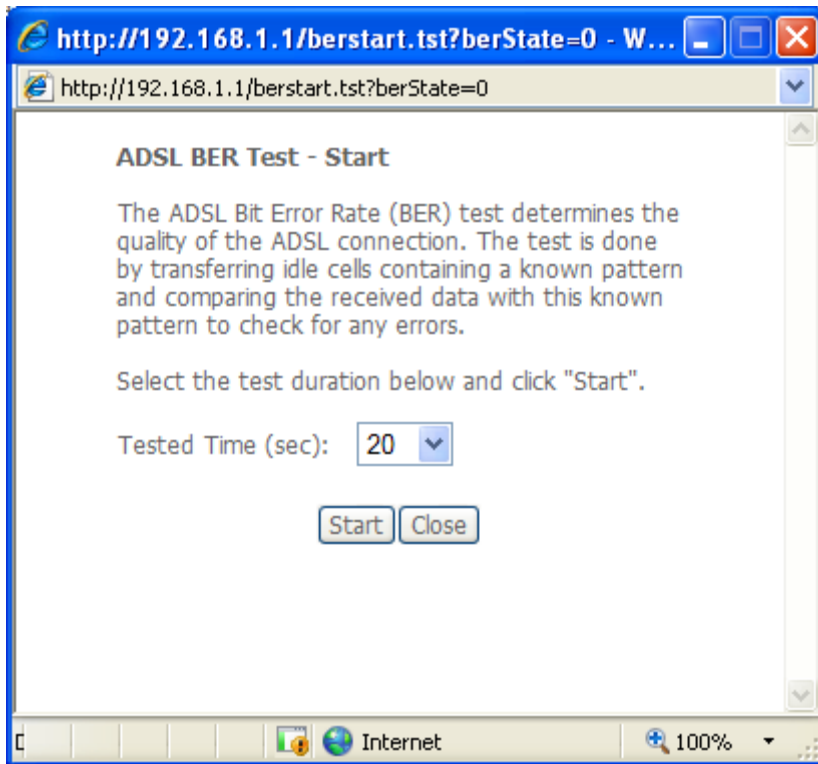 http://192.168.1.1/berstart.tst?berState=0 - W...
http://192.168.1.1/berstart.tst?berState=0
ADSL BER Test - Start
The ADSL Bit Error Rate (BER) test determines the
quality of the ADSL connection. The test is done
by transferring idle cells containing a known pattern
and comparing the received data with this known
pattern to check for any errors.
Select the test duration below and click "Start".
Tested Time (sec): 20
Start Close
Internet 100%